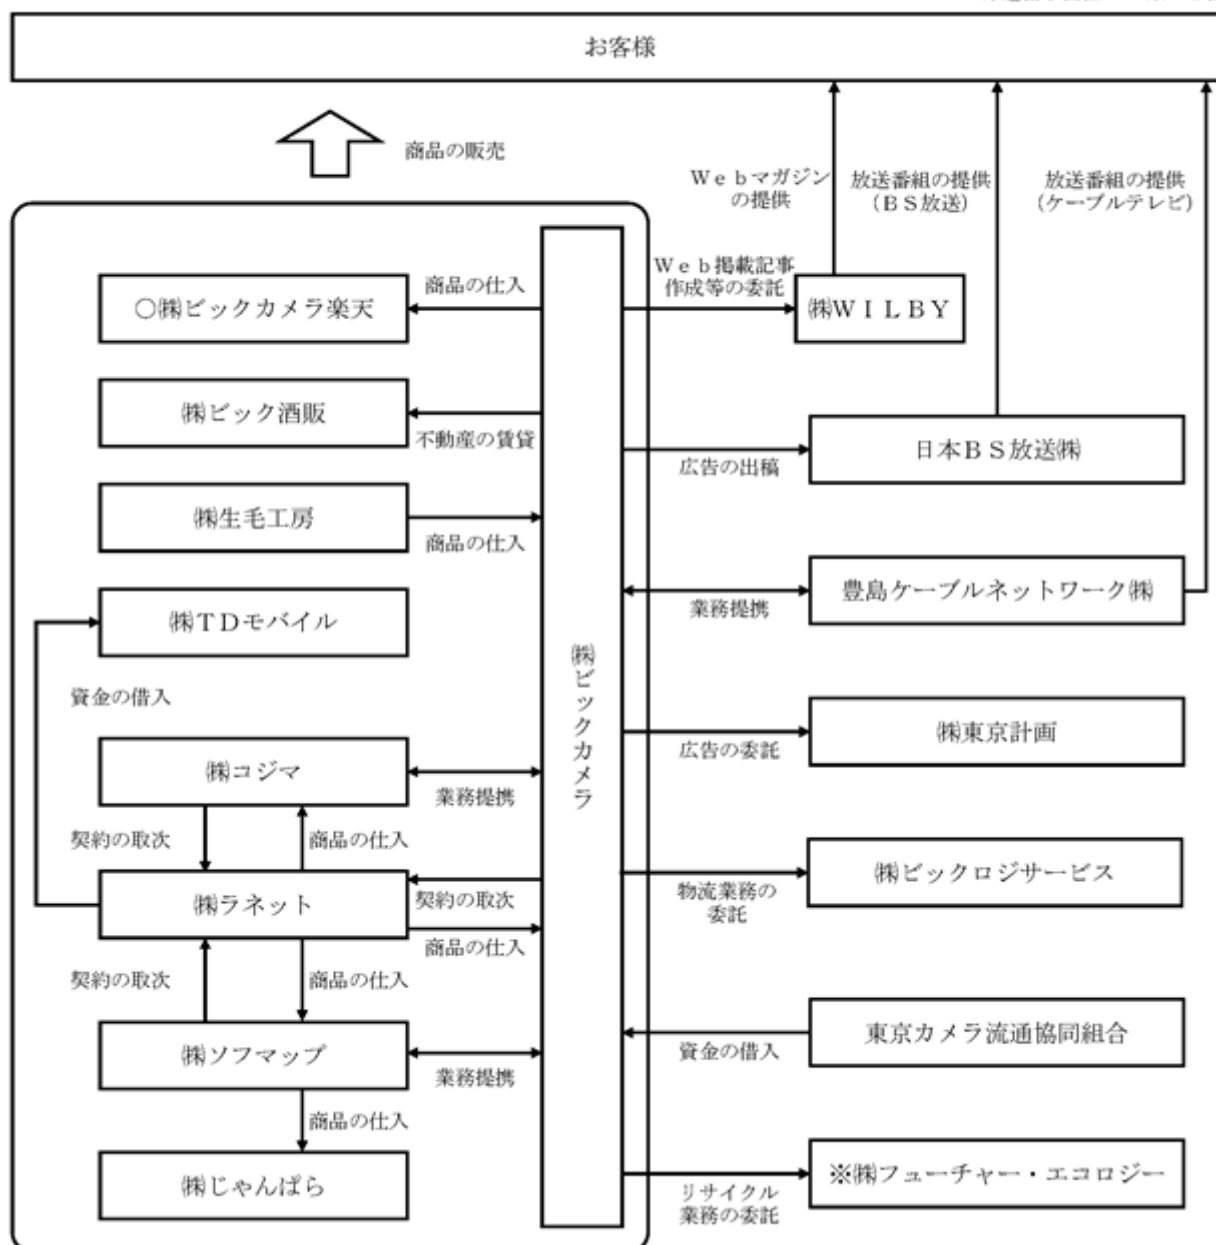 お客様
商品の販売
Ｗｅｂマガジン
の提供
放送番組の提供
（ＢＳ放送）
放送番組の提供
（ケーブルテレビ）
商品の仕入
Ｗｅｂ掲載記事
作成等の委託
○㈱ビックカメラ楽天
㈱ＷＩＬＢＹ
㈱ビック酒販
不動産の賃貸
日本ＢＳ放送㈱
広告の出稿
㈱生毛工房
商品の仕入
㈱ＴＤモバイル
豊島ケーブルネットワーク㈱
業務提携
㈱ビックカメラ
資金の借入
㈱東京計画
広告の委託
㈱コジマ
業務提携
契約の取次
商品の仕入
㈱ビックロジサービス
物流業務の
委託
㈱ラネット
契約の取次
商品の仕入
契約の取次
商品の仕入
東京カメラ流通協同組合
資金の借入
㈱ソフマップ
業務提携
商品の仕入
㈱じゃんぱら
※㈱フューチャー・エコロジー
リサイクル
業務の委託